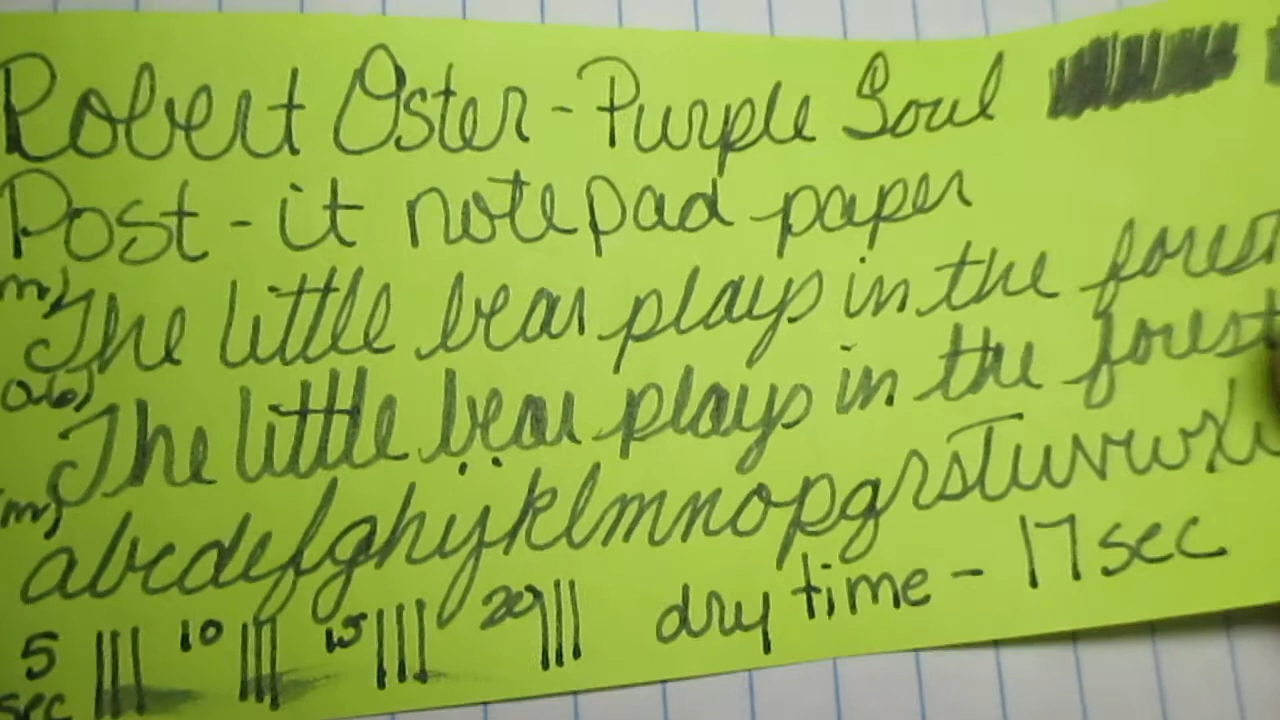 Robert Oster - Purple Soul
Post-it notepad paper
m)
The little bear plays in the forest
The little bear plays in the forest
m)
abcdefghijklmnopqrstuvwx
5 sec 10 15 20 dry time - 17 sec